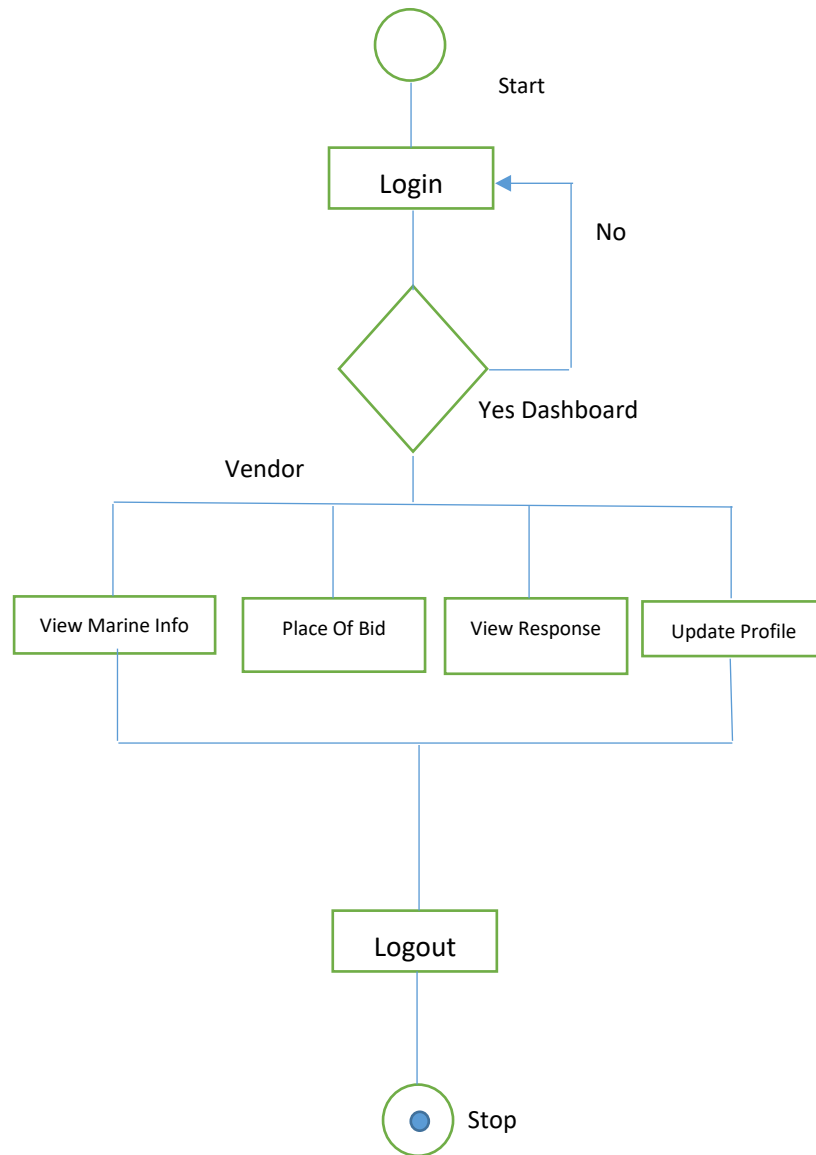 Start
Login
No
Yes Dashboard
Vendor
View Marine Info
Place Of Bid
View Response
Update Profile
Logout
Stop